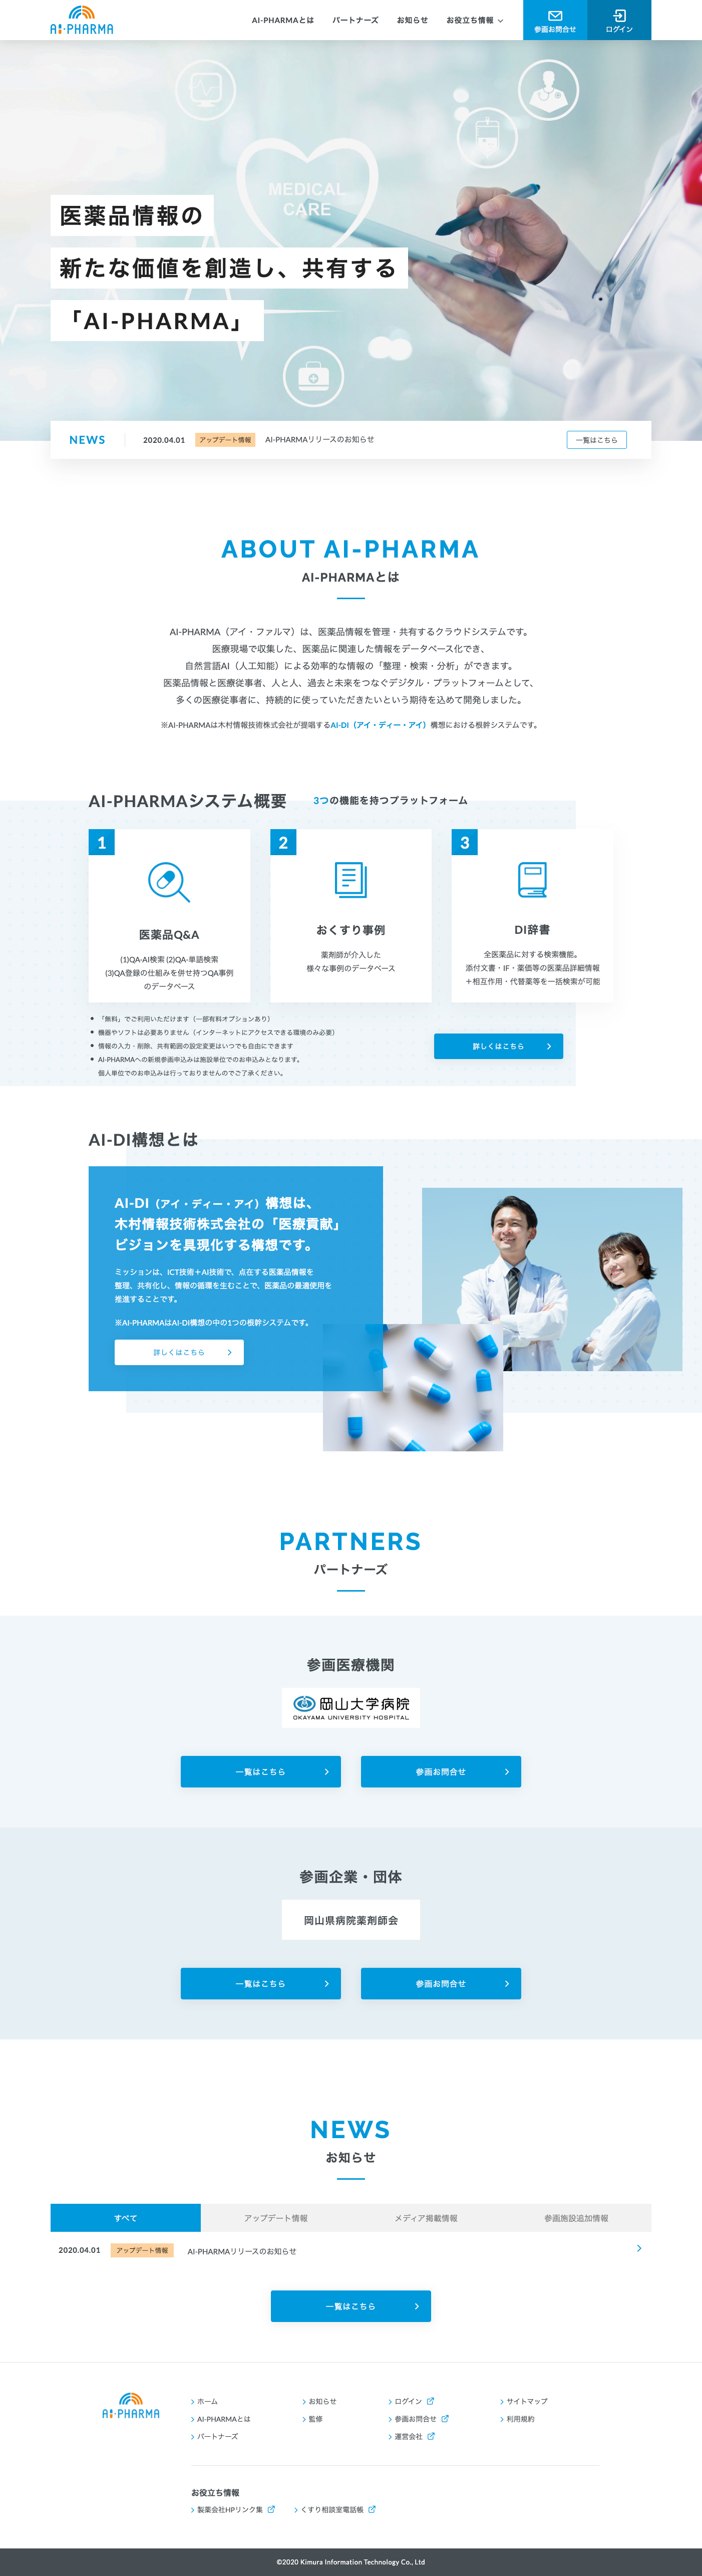 AI-PHARMA
AI-PHARMAとは
パートナーズ
お知らせ
お役立ち情報
参画お問合せ
ログイン
MEDICAL
CARE
医薬品情報の
新たな価値を創造し、共有する
「AI-PHARMA」
NEWS
2020.04.01 アップデート情報 AI-PHARMAリリースのお知らせ
一覧はこちら
ABOUT AI-PHARMA
AI-PHARMAとは
AI-PHARMA（アイ・ファルマ）は、医薬品情報を管理・共有するクラウドシステムです。
医療現場で収集した、医薬品に関連した情報をデータベース化でき、
自然言語AI（人工知能）による効率的な情報の「整理・検索・分析」ができます。
医薬品情報と医療従事者、人と人、過去と未来をつなぐデジタル・プラットフォームとして、
多くの医療従事者に、持続的に使っていただきたいという期待を込めて開発しました。
※AI-PHARMAは木村情報技術株式会社が提唱するAI-DI（アイ・ディー・アイ）構想における根幹システムです。
AI-PHARMAシステム概要
3つの機能を持つプラットフォーム
1
医薬品Q&A
(1)QA-AI検索 (2)QA-単語検索
(3)QA登録の仕組みを併せ持つQA事例
のデータベース
2
おくすり事例
薬剤師が介入した
様々な事例のデータベース
3
DI辞書
全医薬品に対する検索機能。
添付文書・IF・薬価等の医薬品詳細情報
＋相互作用・代替薬等を一括検索が可能
「無料」でご利用いただけます（一部有料オプションあり）
機器やソフトは必要ありません（インターネットにアクセスできる環境のみ必要）
情報の入力・削除、共有範囲の設定変更はいつでも自由にできます
AI-PHARMAへの新規参画申込みは施設単位でのお申込みとなります。
個人単位でのお申込みは行っておりませんのでご了承ください。
詳しくはこちら
AI-DI構想とは
AI-DI（アイ・ディー・アイ）構想は、
木村情報技術株式会社の「医療貢献」
ビジョンを具現化する構想です。
ミッションは、ICT技術＋AI技術で、点在する医薬品情報を
整理、共有化し、情報の循環を生むことで、医薬品の最適使用を
推進することです。
※AI-PHARMAはAI-DI構想の中の1つの根幹システムです。
詳しくはこちら
PARTNERS
パートナーズ
参画医療機関
岡山大学病院
OKAYAMA UNIVERSITY HOSPITAL
一覧はこちら
参画お問合せ
参画企業・団体
岡山県病院薬剤師会
一覧はこちら
参画お問合せ
NEWS
お知らせ
すべて
アップデート情報
メディア掲載情報
参画施設追加情報
2020.04.01 アップデート情報 AI-PHARMAリリースのお知らせ
一覧はこちら
AI-PHARMA
ホーム
AI-PHARMAとは
パートナーズ
お知らせ
監修
ログイン
参画お問合せ
運営会社
サイトマップ
利用規約
お役立ち情報
製薬会社HPリンク集
くすり相談室電話帳
©2020 Kimura Information Technology Co., Ltd